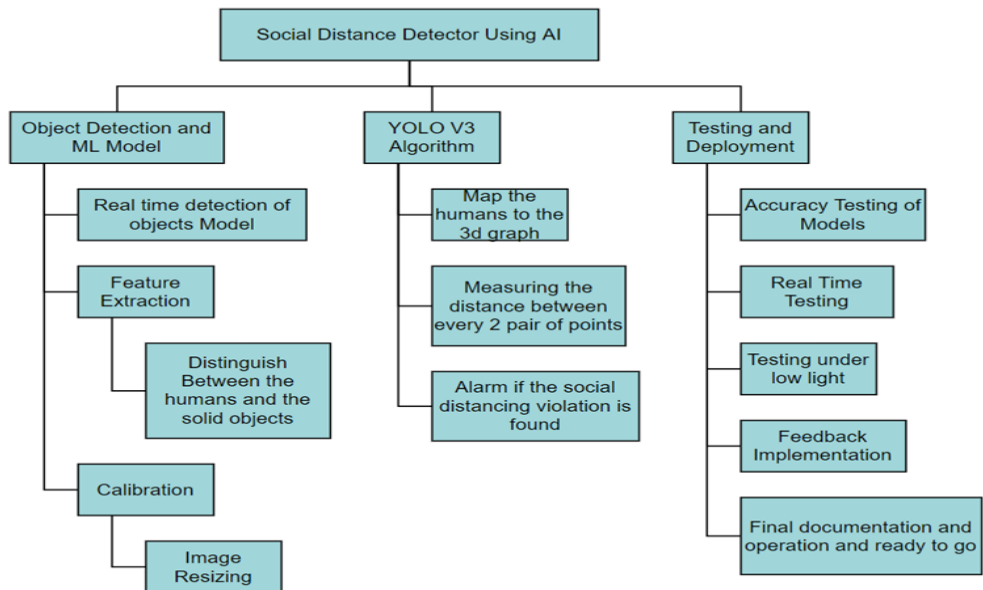 Social Distance Detector Using AI
Object Detection and
ML Model
Real time detection of
objects Model
Feature
Extraction
Distinguish
Between the
humans and the
solid objects
Calibration
Image
Resizing
YOLO V3
Algorithm
Map the
humans to the
3d graph
Measuring the
distance between
every 2 pair of points
Alarm if the social
distancing violation is
found
Testing and
Deployment
Accuracy Testing of
Models
Real Time
Testing
Testing under
low light
Feedback
Implementation
Final documentation and
operation and ready to go